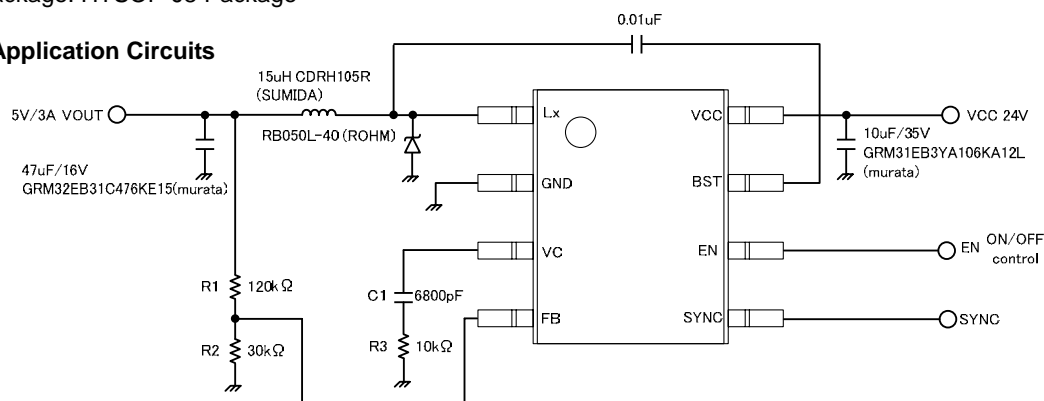 Application Circuits
0.01uF
15uH CDRH105R
(SUMIDA)
5V/3A VOUT
RB050L-40(ROHM)
47uF/16V
GRM32EB31C476KE15(murata)
Lx
VCC
VCC 24V
10uF/35V
GRM31EB3YA106KA12L
(murata)
GND
BST
VC
EN
EN
ON/OFF
control
R1
120kΩ
C1
6800pF
FB
SYNC
SYNC
R2
30kΩ
R3
10kΩ